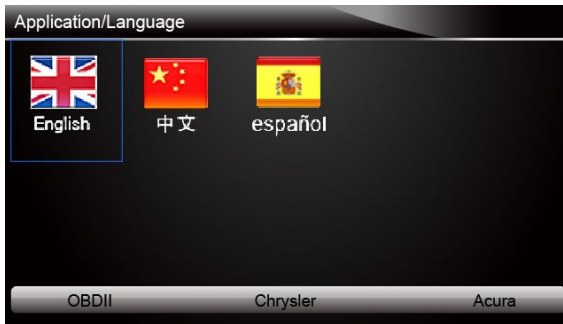 Application/Language
English 中文 español
OBDII Chrysler Acura